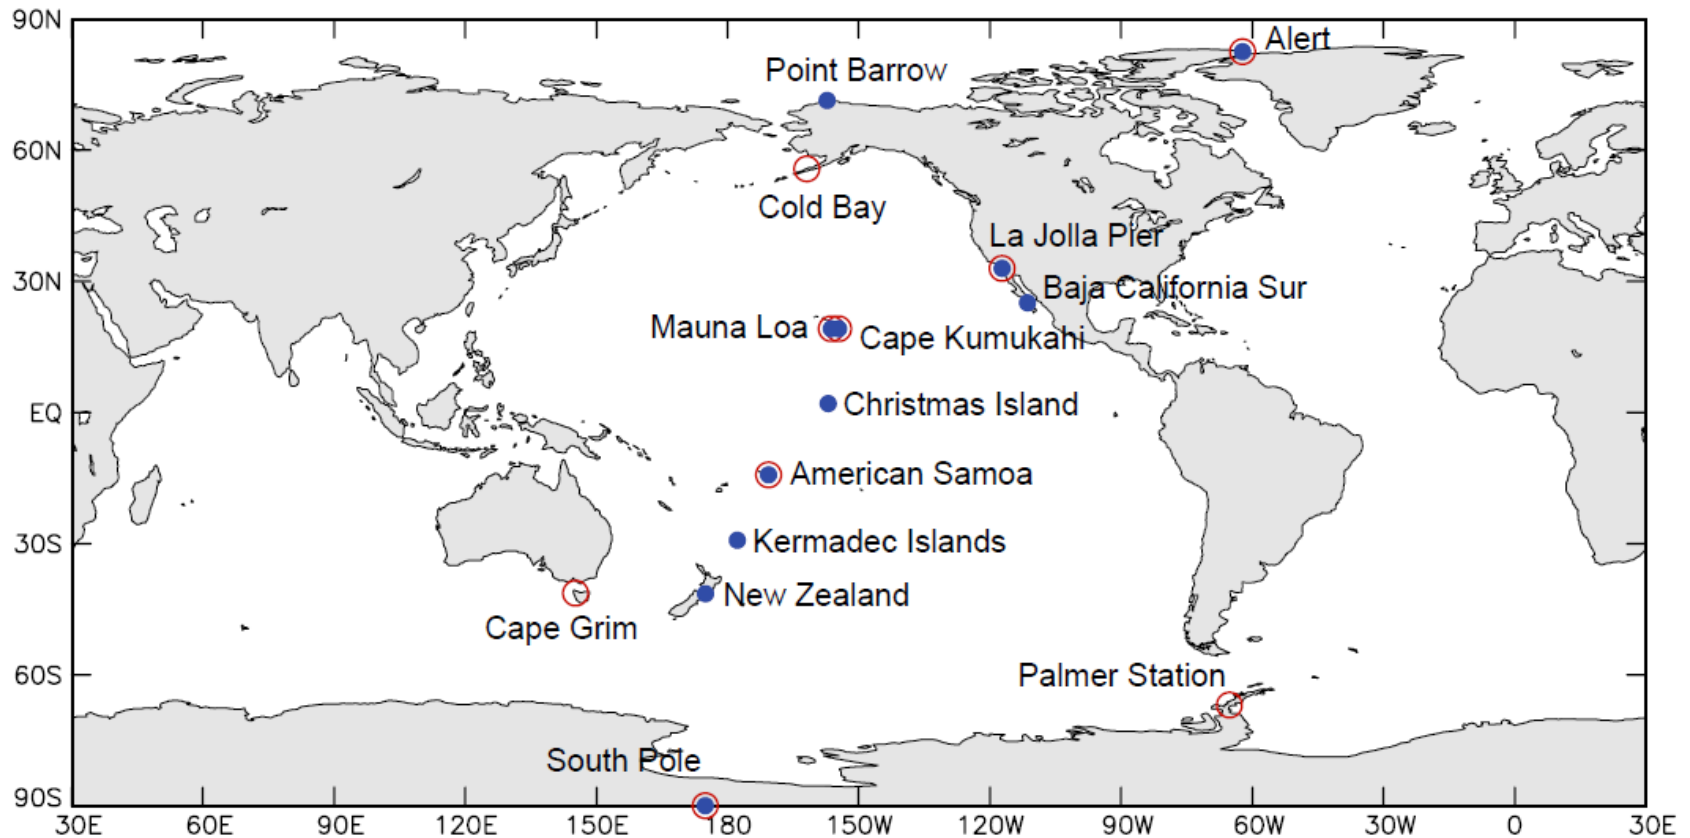 90N
Alert
Point Barrow
60N
Cold Bay
La Jolla Pier
30N
Baja California Sur
Mauna Loa
Cape Kumukahi
EQ
Christmas Island
American Samoa
30S
Kermadec Islands
New Zealand
Cape Grim
60S
Palmer Station
South Pole
90S
30E 60E 90E 120E 150E 180 150W 120W 90W 60W 30W 0 30E